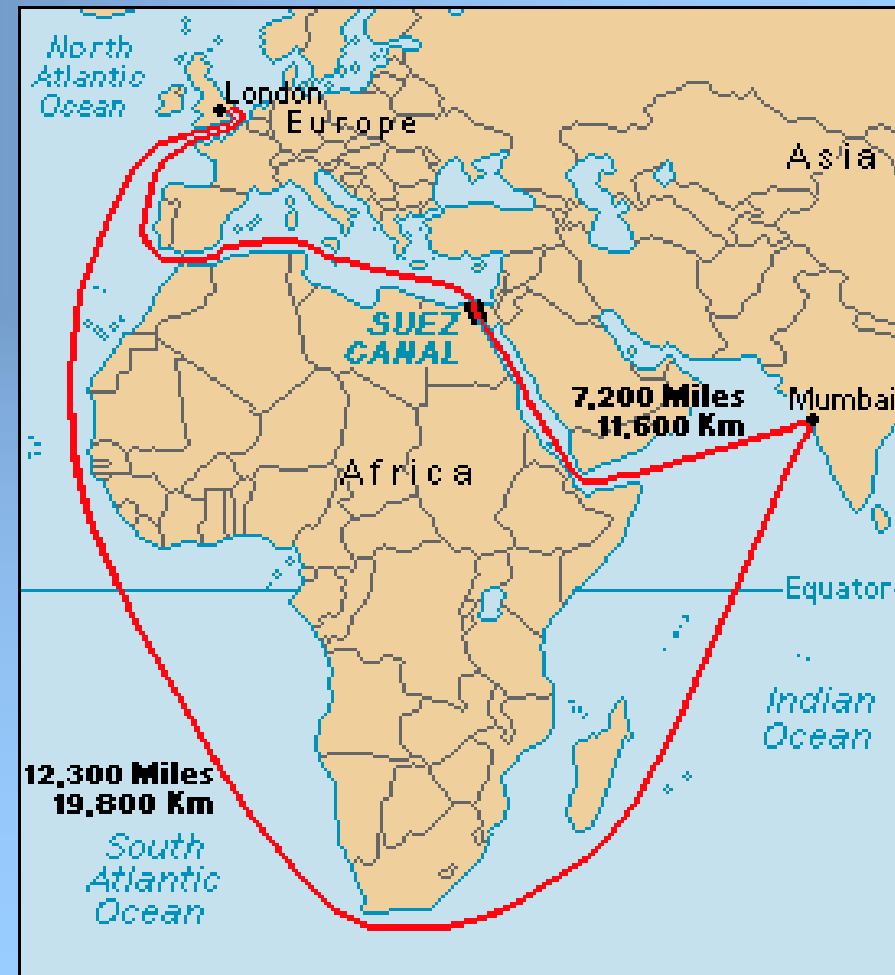 North
Atlantic
Ocean
London
Europe
Asia
SUEZ
CANAL
7,200 Miles
11,600 Km
Mumbai
Africa
Equator
Indian
Ocean
12,300 Miles
19,800 Km
South
Atlantic
Ocean